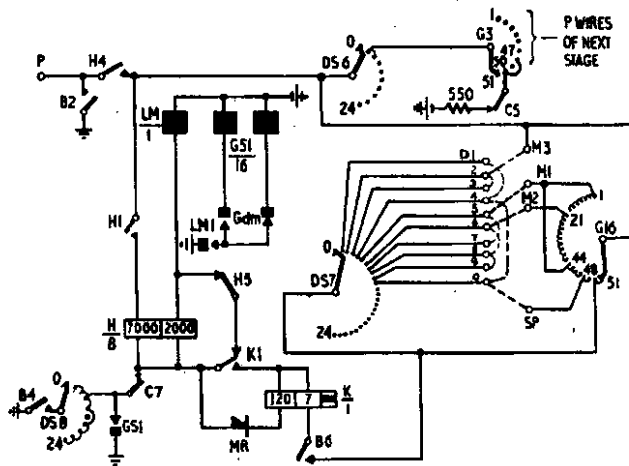 P
H4
B2
DS6
0
24
G3
1
47
50
51
P WIRES
OF NEXT
STAGE
550
C5
LM
1
GS1
16
LM1
Gdm
H1
H5
D1
2
3
4
5
6
7
8
9
0
M3
M1
M2
1
21
44
48
51
G16
SP
0
DS7
24
H
8
7000
2000
K1
120
7
K
1
C7
MR
B6
B4
0
DS8
24
GS1